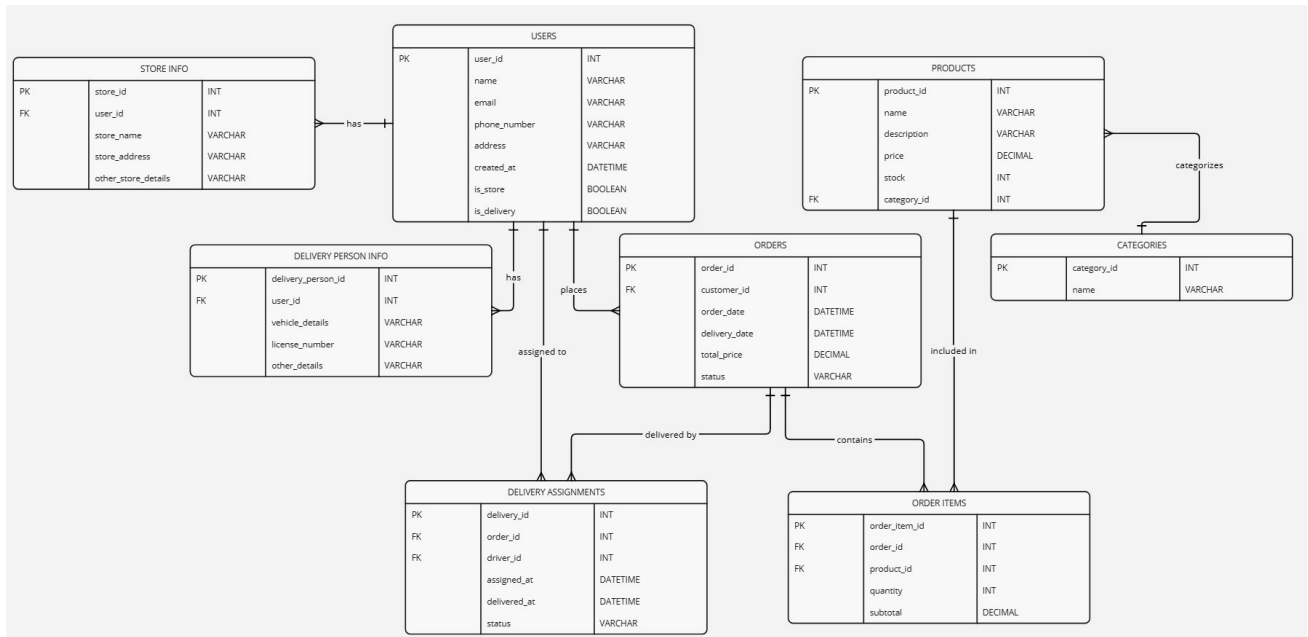 USERS
PK user_id INT
name VARCHAR
email VARCHAR
phone_number VARCHAR
address VARCHAR
created_at DATETIME
is_store BOOLEAN
is_delivery BOOLEAN
STORE INFO
PK store_id INT
FK user_id INT
store_name VARCHAR
store_address VARCHAR
other_store_details VARCHAR
has
PRODUCTS
PK product_id INT
name VARCHAR
description VARCHAR
price DECIMAL
stock INT
FK category_id INT
categorizes
CATEGORIES
PK category_id INT
name VARCHAR
DELIVERY PERSON INFO
PK delivery_person_id INT
FK user_id INT
vehicle_details VARCHAR
license_number VARCHAR
other_details VARCHAR
has
places
assigned to
ORDERS
PK order_id INT
FK customer_id INT
order_date DATETIME
delivery_date DATETIME
total_price DECIMAL
status VARCHAR
included in
delivered by
contains
DELIVERY ASSIGNMENTS
PK delivery_id INT
FK order_id INT
FK driver_id INT
assigned_at DATETIME
delivered_at DATETIME
status VARCHAR
ORDER ITEMS
PK order_item_id INT
FK order_id INT
FK product_id INT
quantity INT
subtotal DECIMAL